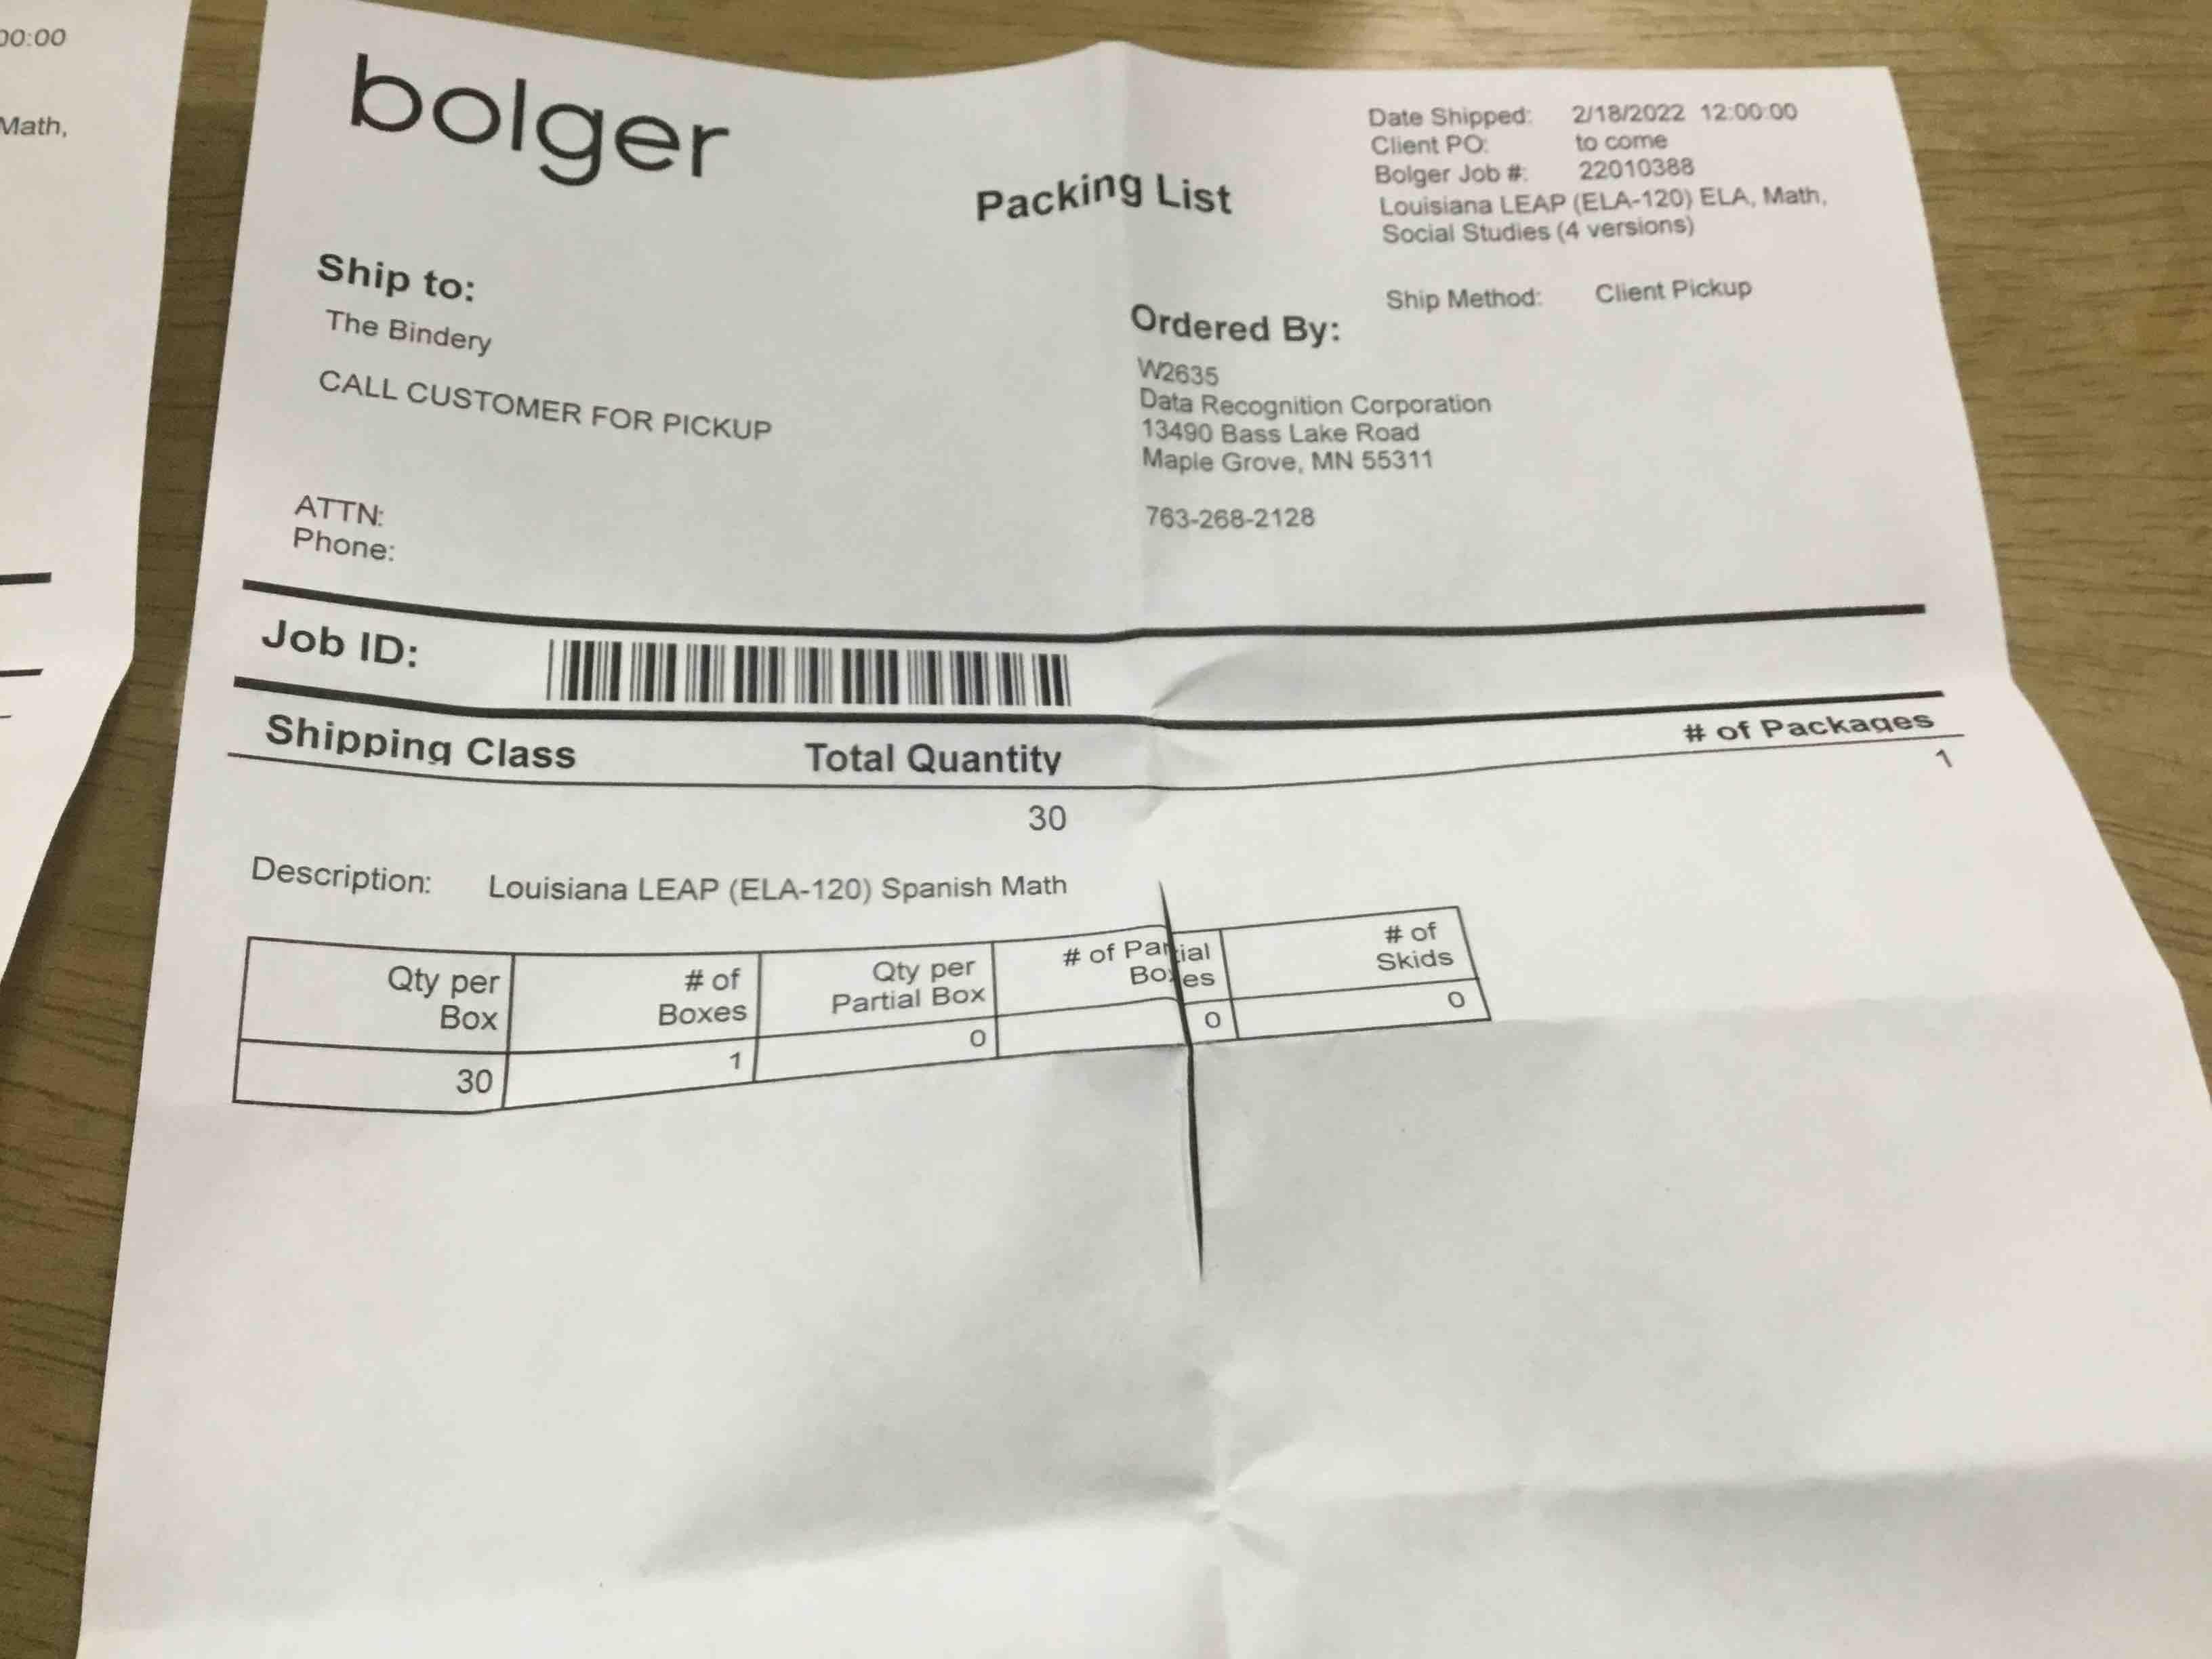 00:00
Math,
bolger
Packing List
Date Shipped: 2/18/2022 12:00:00
Client PO: to come
Bolger Job #: 22010388
Louisiana LEAP (ELA-120) ELA, Math,
Social Studies (4 versions)
Ship Method: Client Pickup
Ship to:
The Bindery
CALL CUSTOMER FOR PICKUP
ATTN:
Phone:
Ordered By:
W2635
Data Recognition Corporation
13490 Bass Lake Road
Maple Grove, MN 55311
763-268-2128
Job ID:
Shipping Class Total Quantity # of Packages
30 1
Description: Louisiana LEAP (ELA-120) Spanish Math
Qty per Box # of Boxes Qty per Partial Box # of Partial Boxes # of Skids
30 1 0 0 0